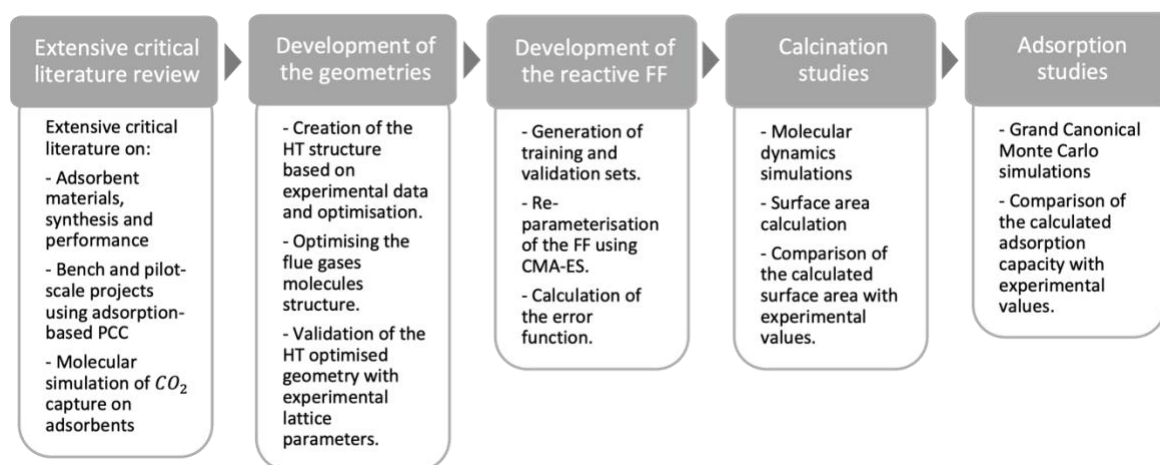 Extensive critical
literature review
Extensive critical
literature on:
- Adsorbent
materials,
synthesis and
performance
- Bench and pilot-
scale projects
using adsorption-
based PCC
- Molecular
simulation of CO₂
capture on
adsorbents
Development of
the geometries
- Creation of the
HT structure
based on
experimental data
and optimisation.
- Optimising the
flue gases
molecules
structure.
- Validation of the
HT optimised
geometry with
experimental
lattice
parameters.
Development of
the reactive FF
- Generation of
training and
validation sets.
- Re-
parameterisation
of the FF using
CMA-ES.
- Calculation of
the error
function.
Calcination
studies
- Molecular
dynamics
simulations
- Surface area
calculation
- Comparison of
the calculated
surface area with
experimental
values.
Adsorption
studies
- Grand Canonical
Monte Carlo
simulations
- Comparison of
the calculated
adsorption
capacity with
experimental
values.